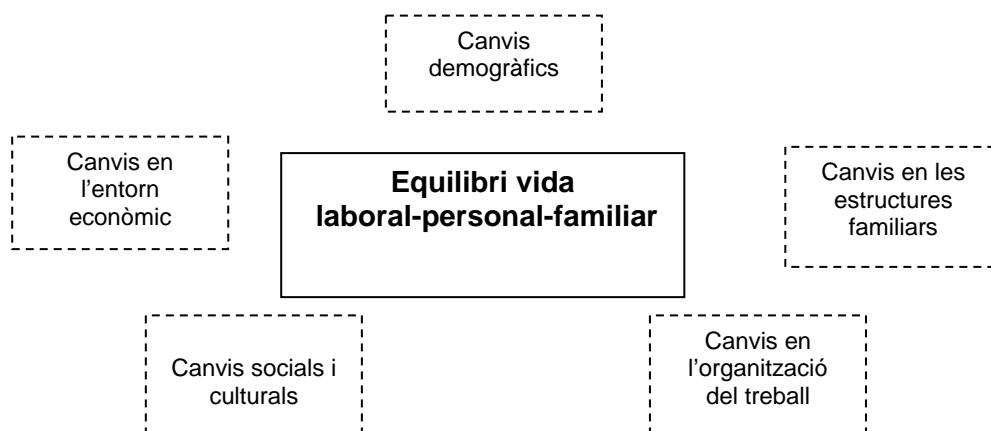 Canvis
demogràfics
Canvis en
l'entorn
econòmic
Equilibri vida
laboral-personal-familiar
Canvis en les
estructures
familiars
Canvis socials i
culturals
Canvis en
l'organització
del treball